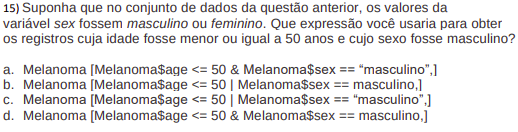 15) Suponha que no conjunto de dados da questão anterior, os valores da
variável sex fossem masculino ou feminino. Que expressão você usaria para obter
os registros cuja idade fosse menor ou igual a 50 anos e cujo sexo fosse masculino?
a. Melanoma [Melanoma$age <= 50 & Melanoma$sex == “masculino”,]
b. Melanoma [Melanoma$age <= 50 | Melanoma$sex == masculino,]
c. Melanoma [Melanoma$age <= 50 | Melanoma$sex == “masculino”,]
d. Melanoma [Melanoma$age <= 50 & Melanoma$sex == masculino,]